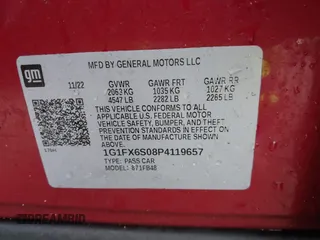 MFD BY GENERAL MOTORS LLC
gm
11/22 GVWR GAWR FRT GAWR RR
2063 KG 1035 KG 1027 KG
4547 LB 2282 LB 2265 LB
THIS VEHICLE CONFORMS TO ALL
APPLICABLE U.S. FEDERAL MOTOR
VEHICLE SAFETY, BUMPER, AND THEFT
PREVENTION STANDARDS IN EFFECT ON
THE DATE OF MANUFACTURE SHOWN ABOVE.
1G1FX6S08P4119657
TYPE: PASS CAR
MODEL: 1FB48
BADREMBID